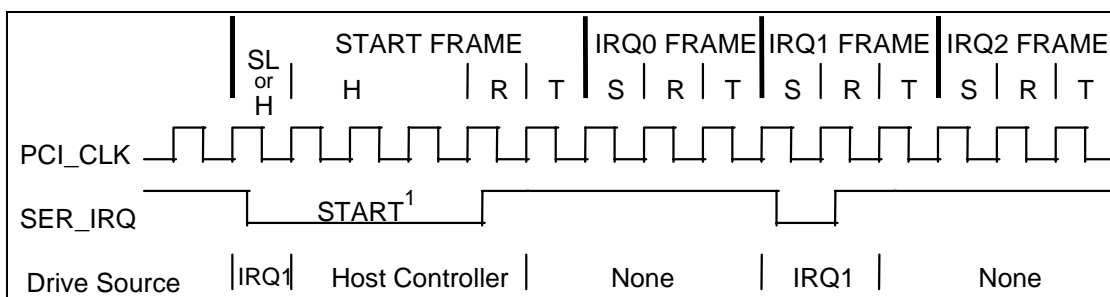 START FRAME IRQ0 FRAME IRQ1 FRAME IRQ2 FRAME
SL
or
H
H R T S R T S R T S R T
PCI_CLK
SER_IRQ START1
Drive Source IRQ1 Host Controller None IRQ1 None